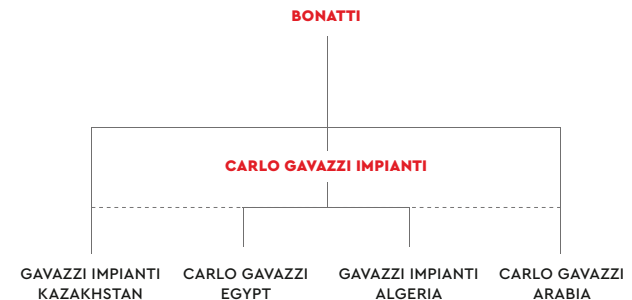 BONATTI
CARLO GAVAZZI IMPIANTI
GAVAZZI IMPIANTI
KAZAKHSTAN
CARLO GAVAZZI
EGYPT
GAVAZZI IMPIANTI
ALGERIA
CARLO GAVAZZI
ARABIA